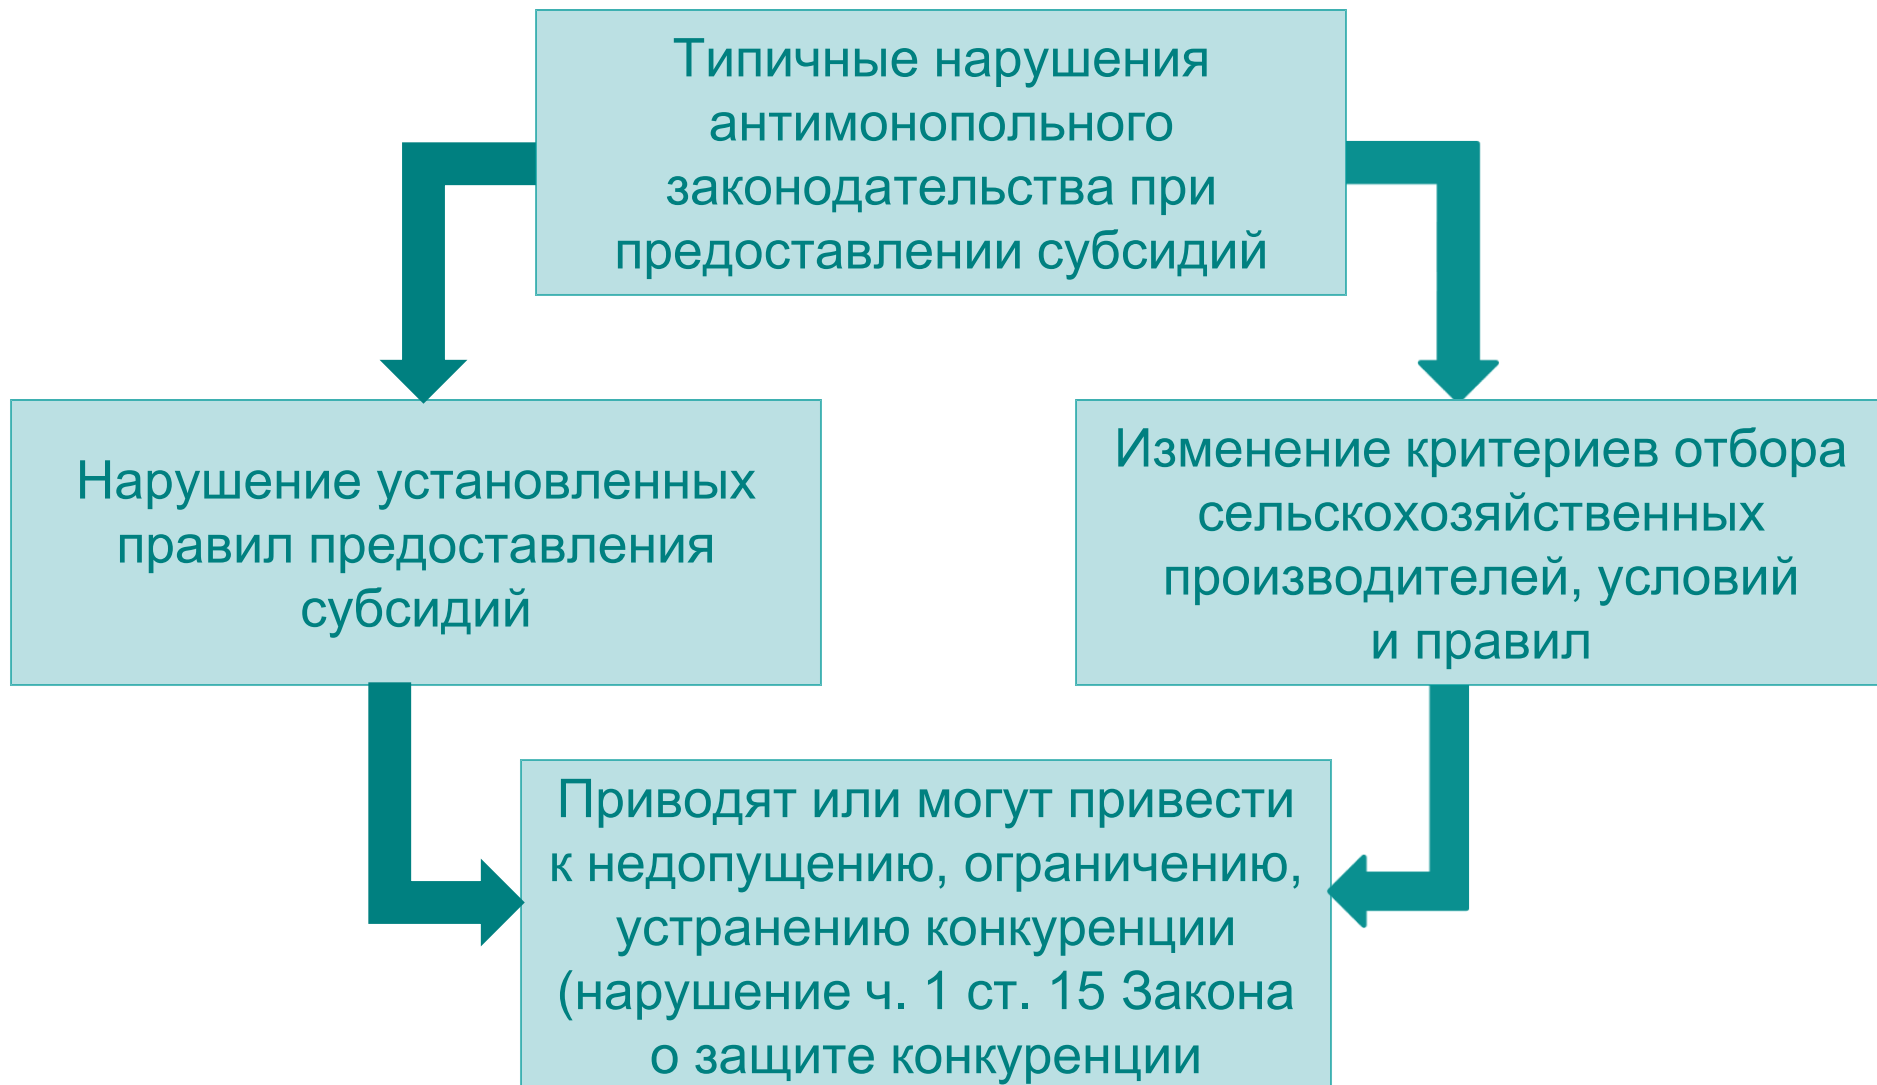 Типичные нарушения
антимонопольного
законодательства при
предоставлении субсидий
Нарушение установленных
правил предоставления
субсидий
Изменение критериев отбора
сельскохозяйственных
производителей, условий
и правил
Приводят или могут привести
к недопущению, ограничению,
устранению конкуренции
(нарушение ч. 1 ст. 15 Закона
о защите конкуренции